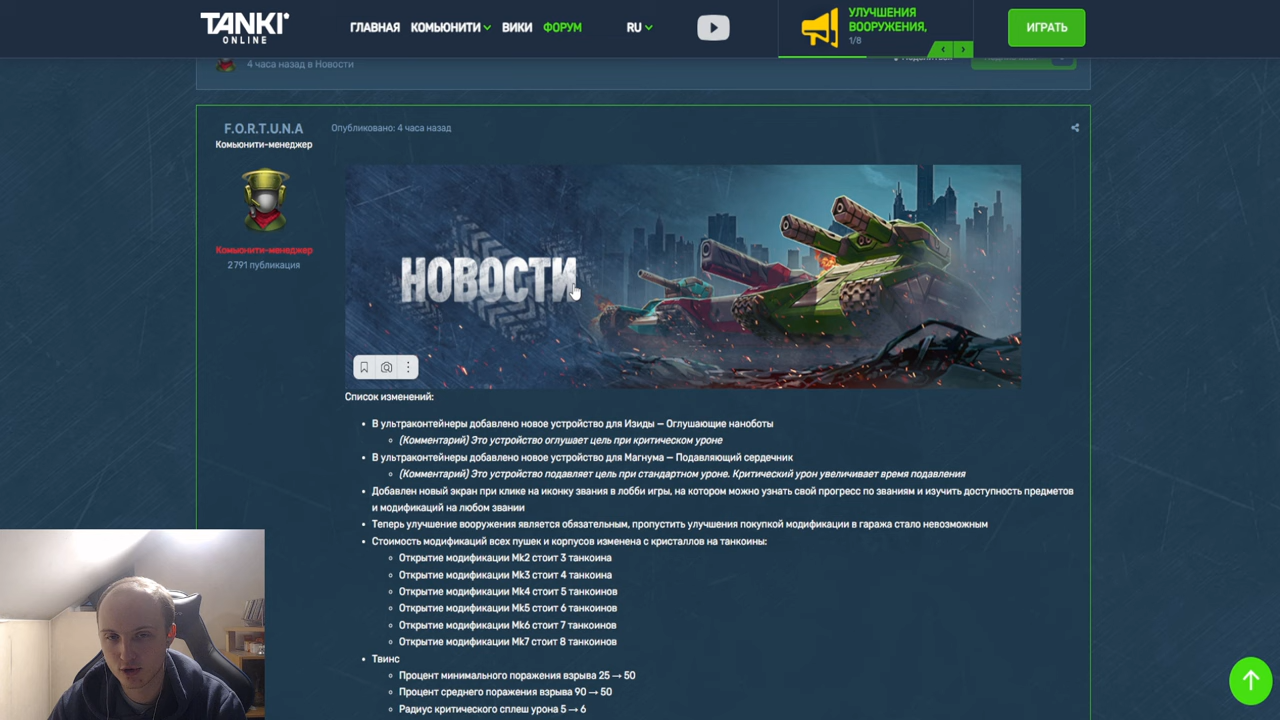 TANKI
ONLINE
ГЛАВНАЯ
КОМЬЮНИТИ
ВИКИ
ФОРУМ
RU
УЛУЧШЕНИЯ
ВООРУЖЕНИЯ,
1/8
ИГРАТЬ
4 часа назад в Новости
F.O.R.T.U.N.A
Комьюнити-менеджер
Опубликовано: 4 часа назад
Комьюнити-менеджер
2 791 публикация
НОВОСТИ
Список изменений:
В ультраконтейнеры добавлено новое устройство для Изиды — Оглушающие наноботы
(Комментарий) Это устройство оглушает цель при критическом уроне
В ультраконтейнеры добавлено новое устройство для Магнума — Подавляющий сердечник
(Комментарий) Это устройство подавляет цель при стандартном уроне. Критический урон увеличивает время подавления
Добавлен новый экран при клике на иконку звания в лобби игры, на котором можно узнать свой прогресс по званиям и изучить доступность предметов
и модификаций на любом звании
Теперь улучшение вооружения является обязательным, пропустить улучшения покупкой модификации в гаража стало невозможным
Стоимость модификаций всех пушек и корпусов изменена с кристаллов на танкоины:
Открытие модификации Mk2 стоит 3 танкоина
Открытие модификации Mk3 стоит 4 танкоина
Открытие модификации Mk4 стоит 5 танкоинов
Открытие модификации Mk5 стоит 6 танкоинов
Открытие модификации Mk6 стоит 7 танкоинов
Открытие модификации Mk7 стоит 8 танкоинов
Твинс
Процент минимального поражения взрыва 25 → 50
Процент среднего поражения взрыва 90 → 50
Радиус критического сплеш урона 5 → 6